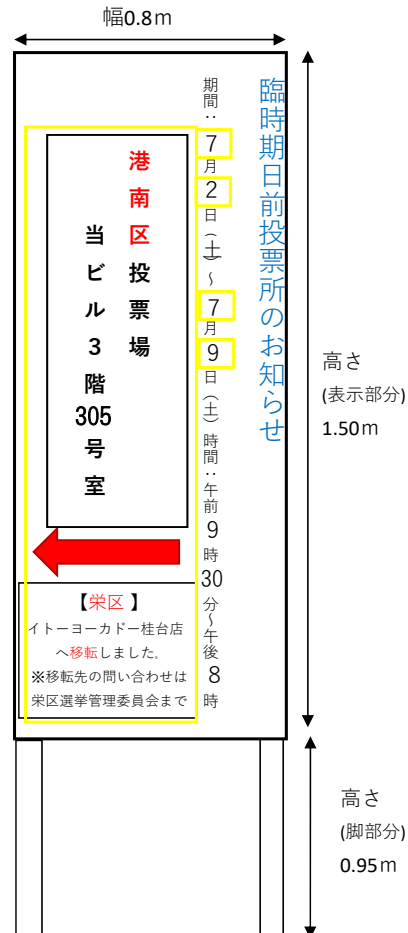 幅0.8ｍ
臨時期日前投票所のお知らせ
期間：7月2日（土）～7月9日（土）時間：午前9時30分～午後8時
港南区投票場
当ビル3階305号室
【栄区 】
イトーヨーカドー桂台店
へ移転しました。
※移転先の問い合わせは
栄区選挙管理委員会まで
高さ
(表示部分)
1.50ｍ
高さ
(脚部分)
0.95ｍ